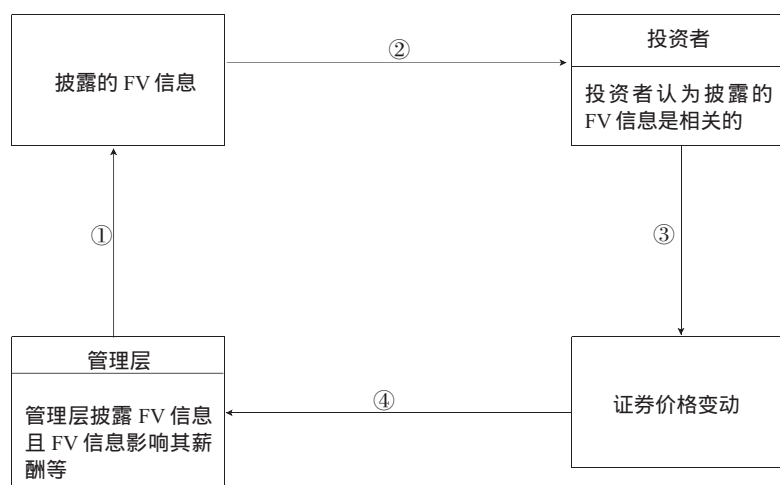 ②
投资者
披露的 FV 信息
投资者认为披露的
FV 信息是相关的
①
③
管理层
④
证券价格变动
管理层披露 FV 信息
且 FV 信息影响其薪
酬等